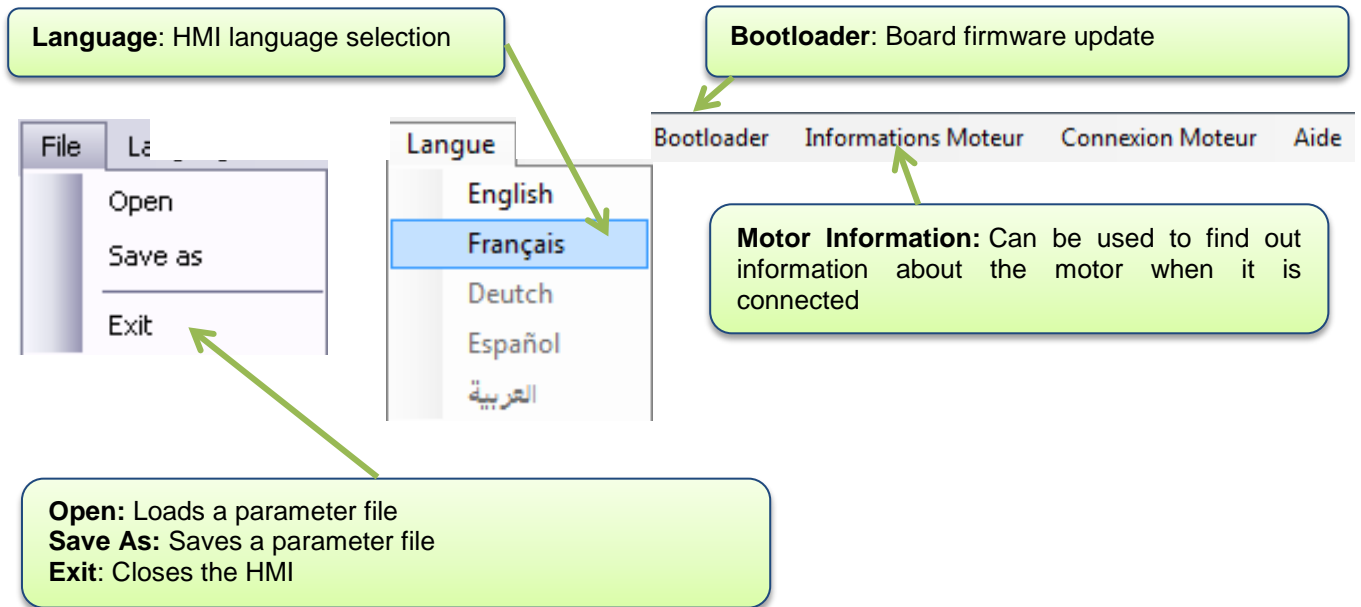 Language: HMI language selection
Bootloader: Board firmware update
File
Open
Save as
Exit
Langue
English
Français
Deutch
Español
العربية
Bootloader Informations Moteur Connexion Moteur Aide
Motor Information: Can be used to find out
information about the motor when it is
connected
Open: Loads a parameter file
Save As: Saves a parameter file
Exit: Closes the HMI